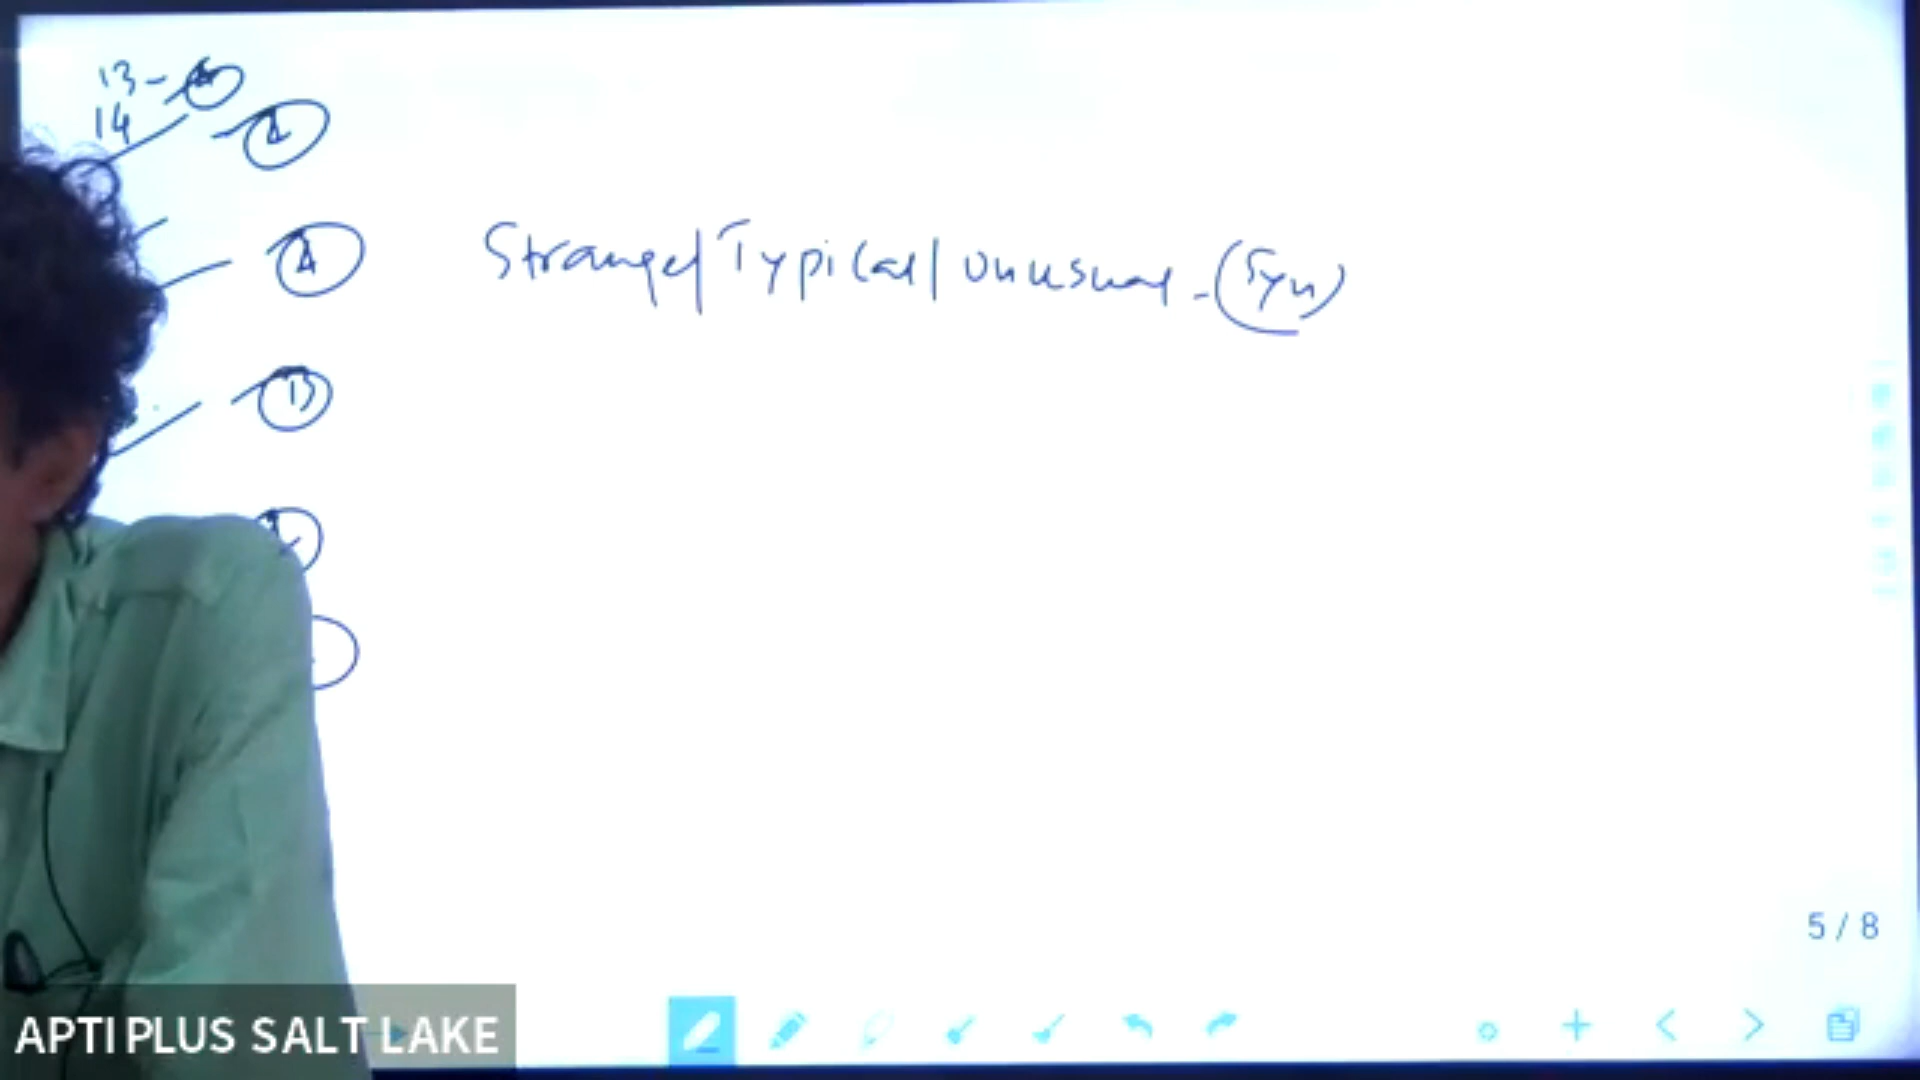 13 -
14
A
A
Strange/Typical/unusual - (Syn)
B
5 / 8
APTI PLUS SALT LAKE